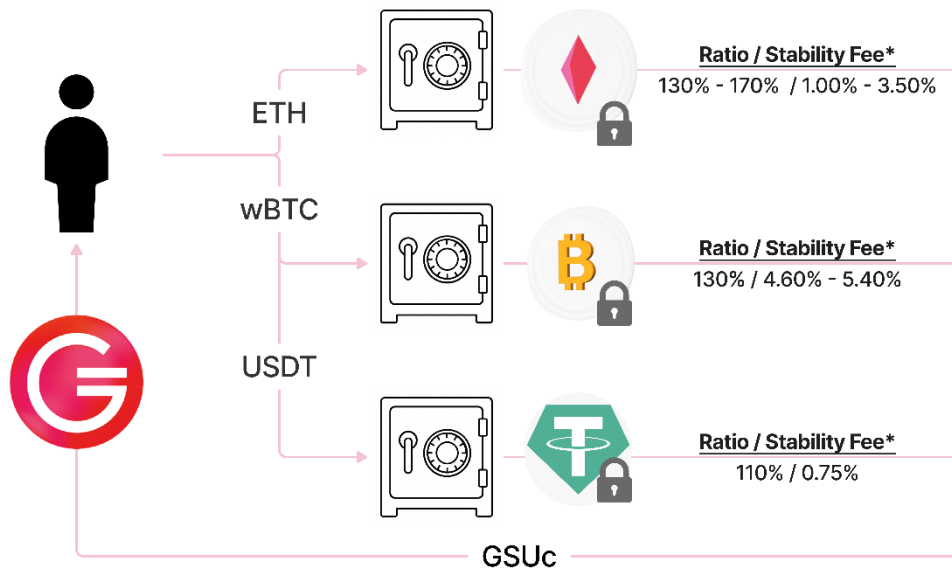 ETH
Ratio / Stability Fee*
130% - 170% / 1.00% - 3.50%
wBTC
Ratio / Stability Fee*
130% / 4.60% - 5.40%
USDT
Ratio / Stability Fee*
110% / 0.75%
GSUc